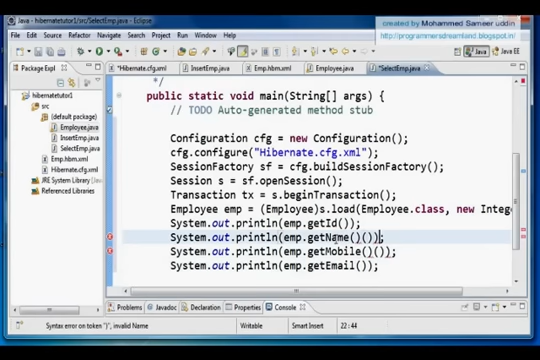 Java - hibernatetutor1/src/SelectEmp.java - Eclipse
created by Mohammed Sameer uddin
http://programmersdreamland.blogspot.in/
File Edit Source Refactor Navigate Search Project Run Window Help
Java Java EE
Package Expl *Hibernate.cfg.xml InsertEmp.java Emp.hbm.xml Employee.java *SelectEmp.java
hibernatetutor1
src
(default package)
Employee.java
InsertEmp.java
SelectEmp.java
Emp.hbm.xml
Hibernate.cfg.xml
JRE System Library
Referenced Libraries
*/
public static void main(String[] args) {
// TODO Auto-generated method stub
Configuration cfg = new Configuration();
cfg.configure("Hibernate.cfg.xml");
SessionFactory sf = cfg.buildSessionFactory();
Session s = sf.openSession();
Transaction tx = s.beginTransaction();
Employee emp = (Employee)s.load(Employee.class, new Intege
System.out.println(emp.getId());
System.out.println(emp.getName()());
System.out.println(emp.getMobile()());
System.out.println(emp.getEmail());
Problems Javadoc Declaration Properties Console
Syntax error on token ")", invalid Name Writable Smart Insert 22 : 44